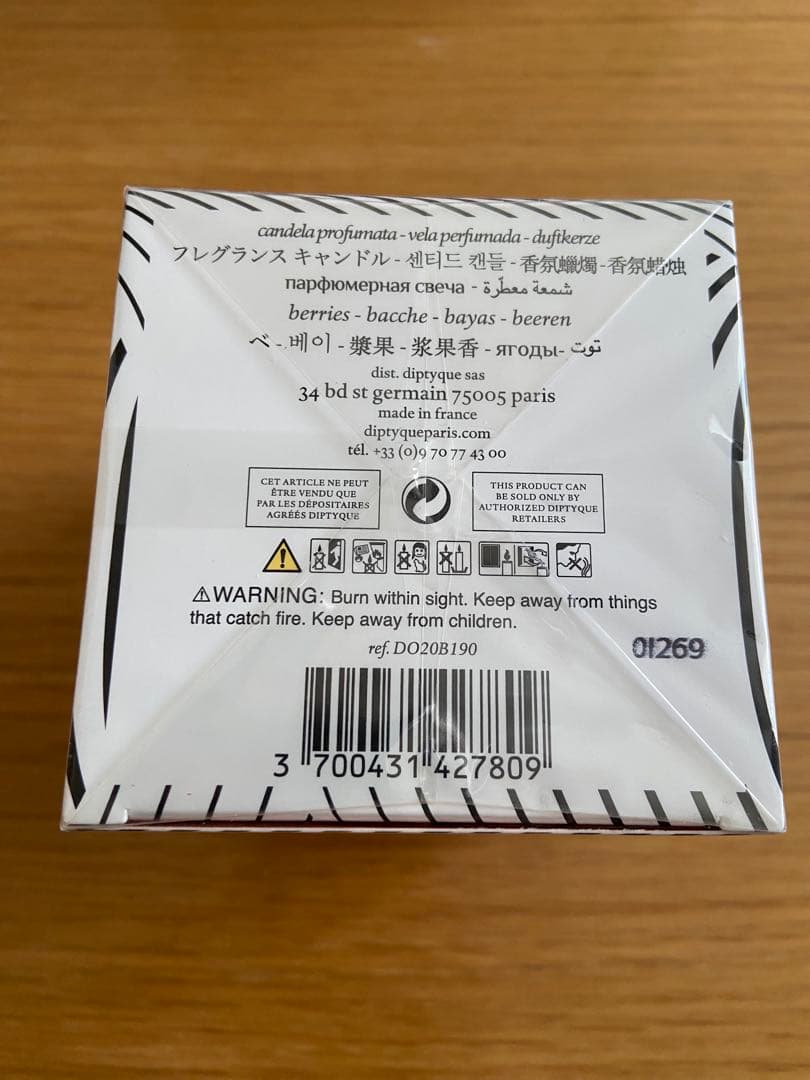 candela profumata - vela perfumada - duftkerze
フレグランス キャンドル - 센티드 캔들 - 香氛蠟燭 - 香氛蜡烛
парфюмерная свеча - شمعة معطّرة
berries - bacche - bayas - beeren
베이 - 漿果 - 浆果香 - ягоды - توت
dist. diptyque sas
34 bd st germain 75005 paris
made in france
diptyqueparis.com
tél. +33 (0)9 70 77 43 00
CET ARTICLE NE PEUT
ÊTRE VENDU QUE
PAR LES DÉPOSITAIRES
AGRÉÉS DIPTYQUE
THIS PRODUCT CAN
BE SOLD ONLY BY
AUTHORIZED DIPTYQUE
RETAILERS
⚠WARNING: Burn within sight. Keep away from things
that catch fire. Keep away from children.
ref. DO20B190
01269
3 700431 427809